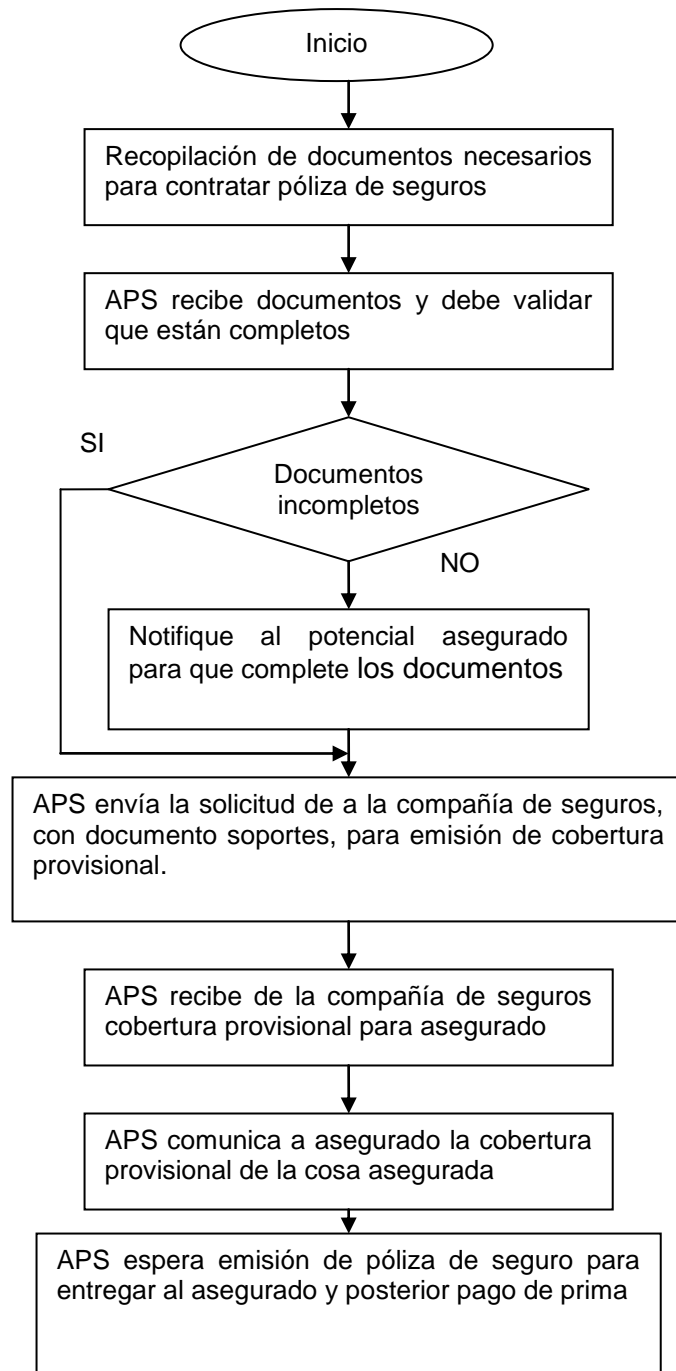 Inicio
Recopilación de documentos necesarios
para contratar póliza de seguros
APS recibe documentos y debe validar
que están completos
SI
Documentos
incompletos
NO
Notifique al potencial asegurado
para que complete los documentos
APS envía la solicitud de a la compañía de seguros,
con documento soportes, para emisión de cobertura
provisional.
APS recibe de la compañía de seguros
cobertura provisional para asegurado
APS comunica a asegurado la cobertura
provisional de la cosa asegurada
APS espera emisión de póliza de seguro para
entregar al asegurado y posterior pago de prima